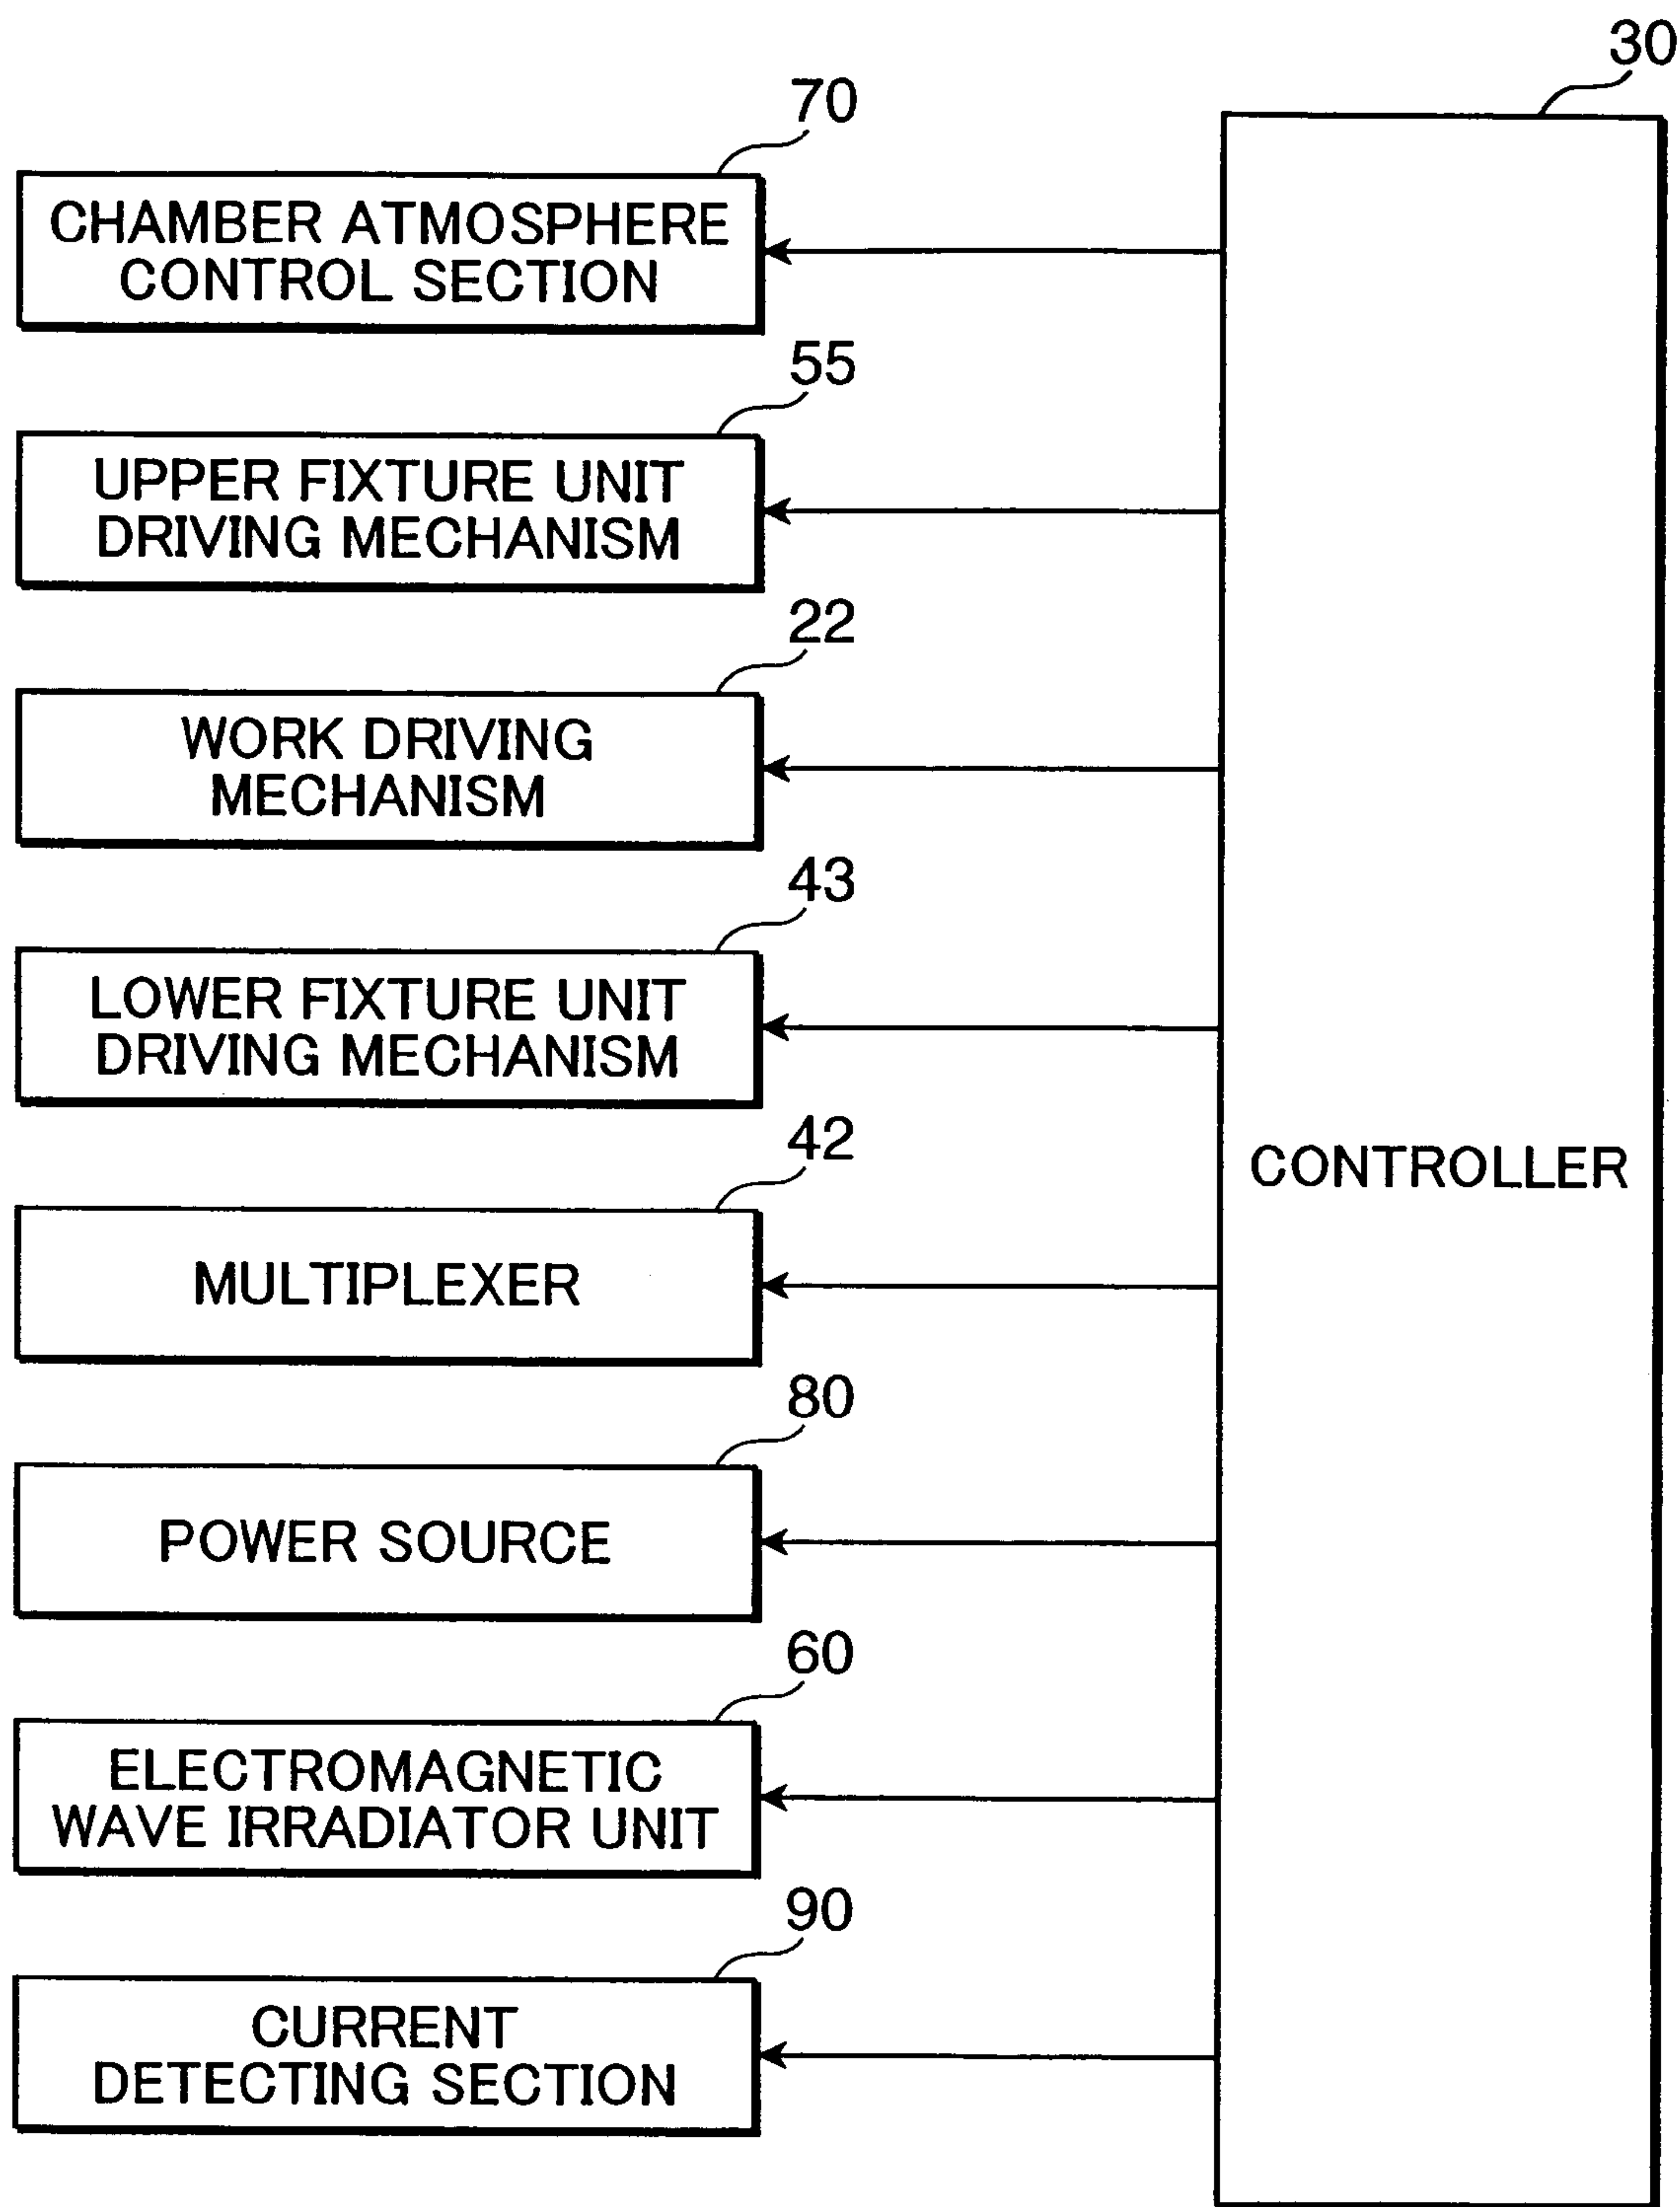 30
70
CHAMBER ATMOSPHERE
CONTROL SECTION
55
UPPER FIXTURE UNIT
DRIVING MECHANISM
22
WORK DRIVING
MECHANISM
43
LOWER FIXTURE UNIT
DRIVING MECHANISM
42
MULTIPLEXER
80
POWER SOURCE
60
ELECTROMAGNETIC
WAVE IRRADIATOR UNIT
90
CURRENT
DETECTING SECTION
CONTROLLER